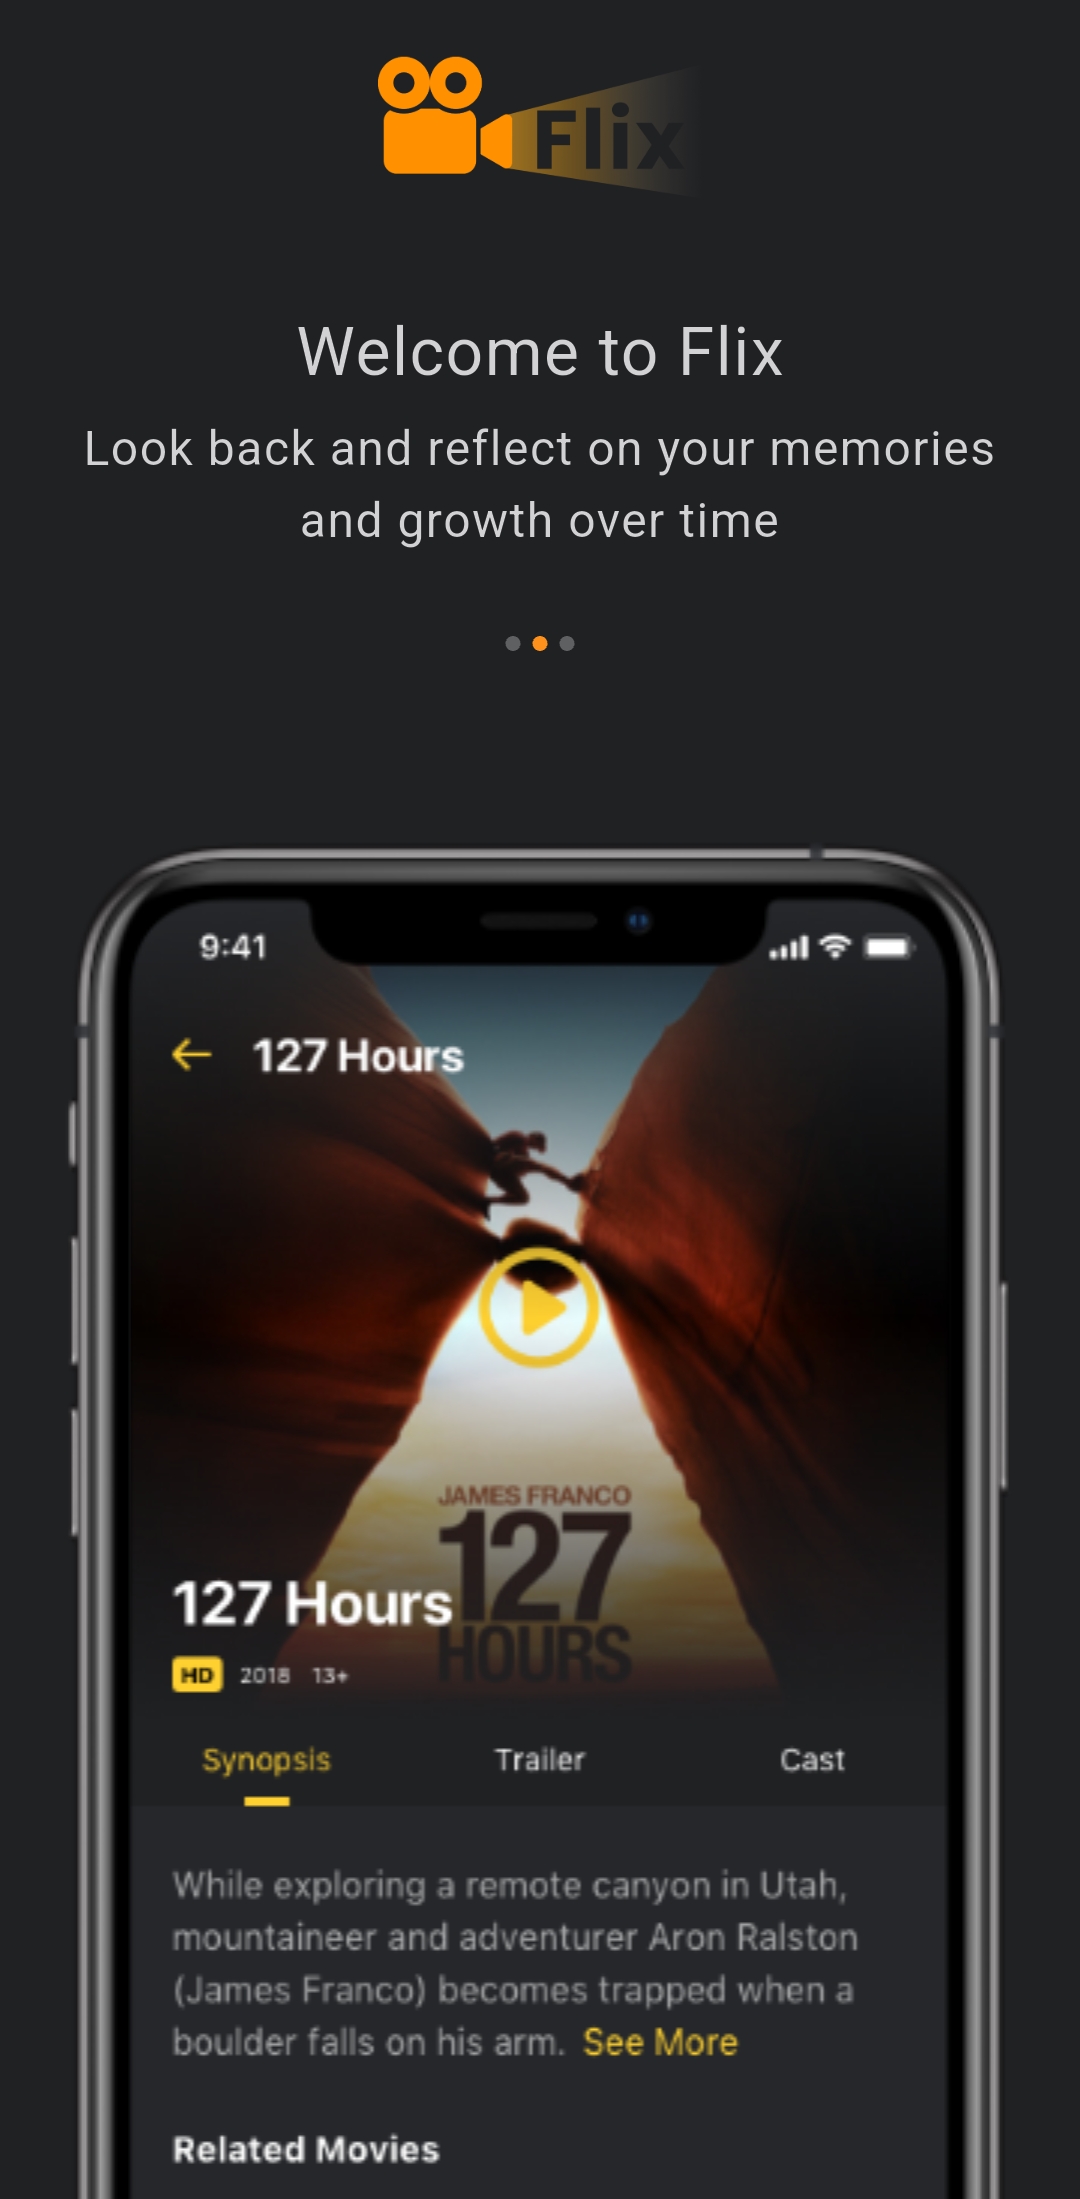 Flix
Welcome to Flix
Look back and reflect on your memories
and growth over time
9:41
127 Hours
JAMES FRANCO
127
HOURS
127 Hours
HD 2018 13+
Synopsis Trailer Cast
While exploring a remote canyon in Utah,
mountaineer and adventurer Aron Ralston
(James Franco) becomes trapped when a
boulder falls on his arm. See More
Related Movies